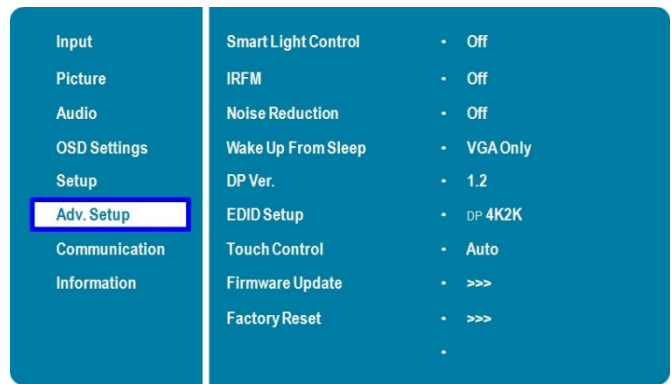 Input
Picture
Audio
OSD Settings
Setup
Adv. Setup
Communication
Information
Smart Light Control · Off
IRFM · Off
Noise Reduction · Off
Wake Up From Sleep · VGA Only
DP Ver. · 1.2
EDID Setup · DP 4K2K
Touch Control · Auto
Firmware Update · >>>
Factory Reset · >>>
·